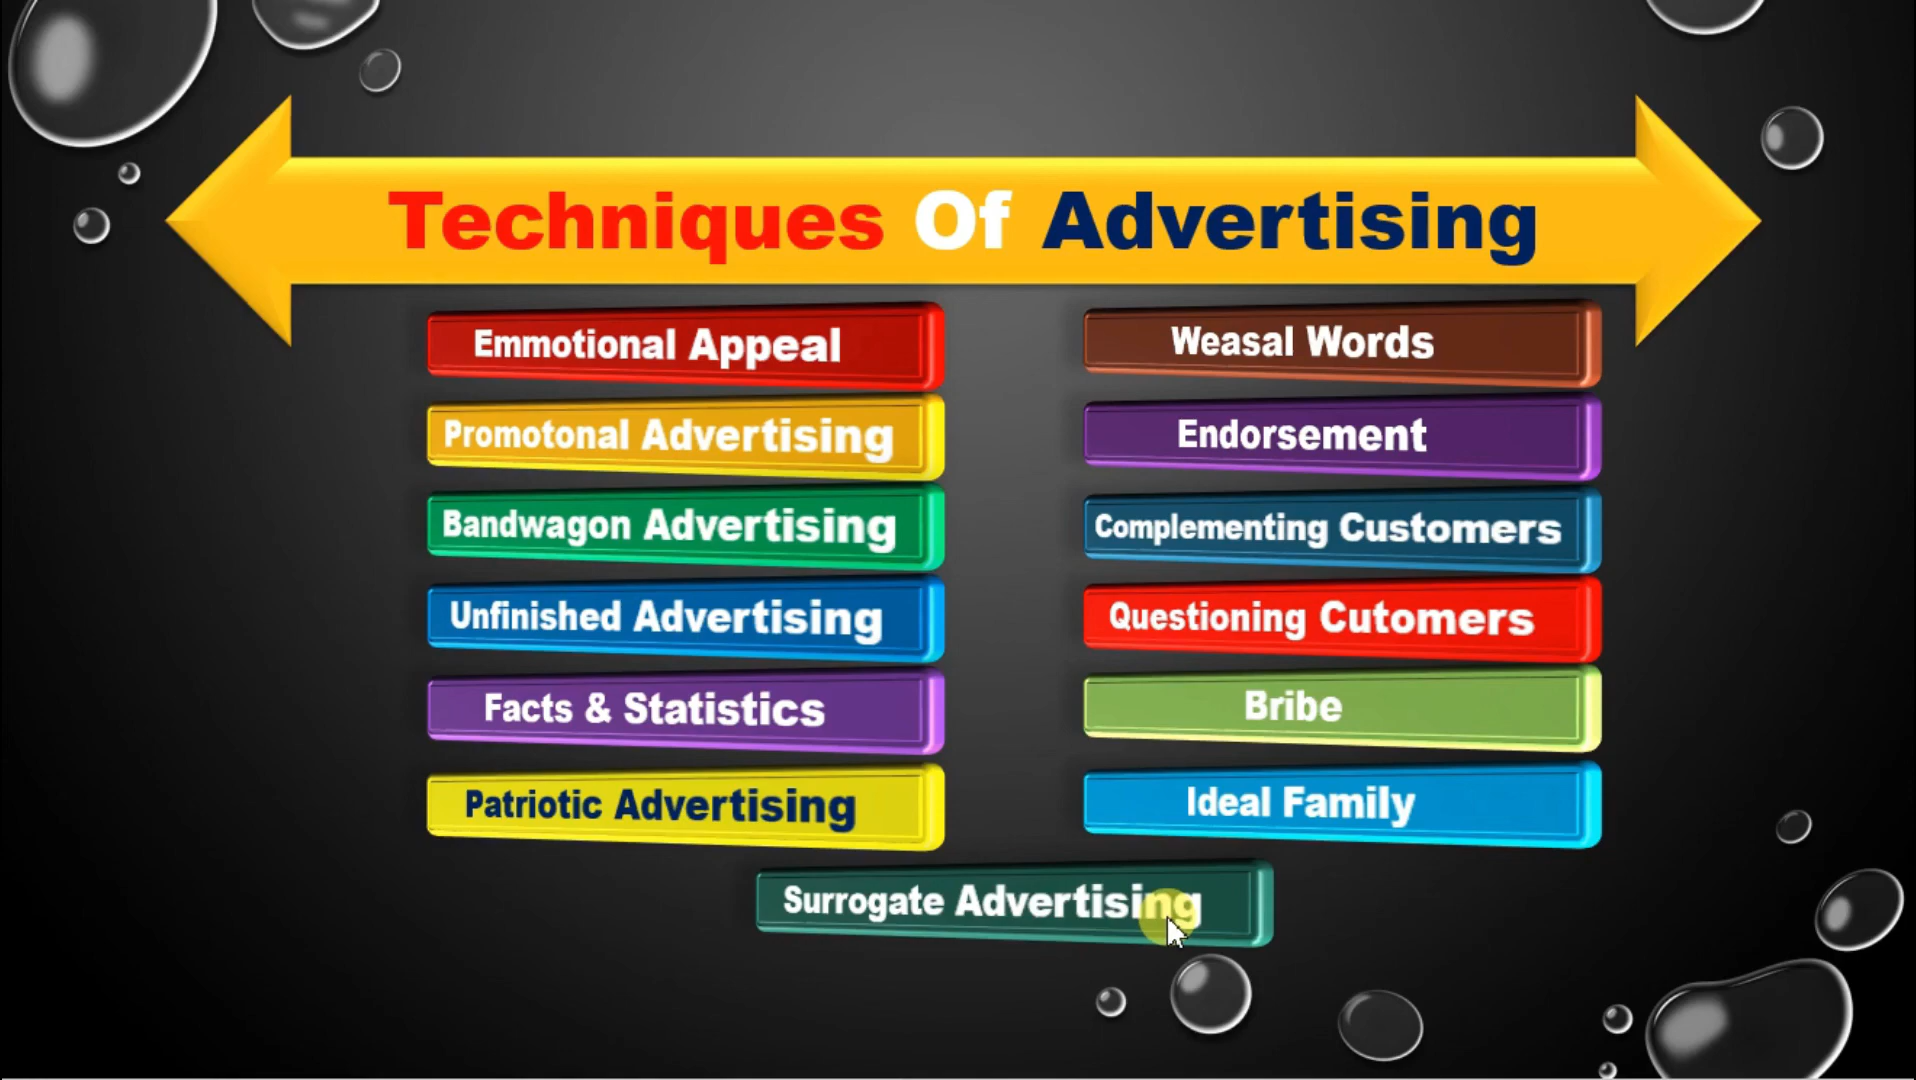 Techniques Of Advertising
Emmotional Appeal
Promotonal Advertising
Bandwagon Advertising
Unfinished Advertising
Facts & Statistics
Patriotic Advertising
Weasal Words
Endorsement
Complementing Customers
Questioning Cutomers
Bribe
Ideal Family
Surrogate Advertising